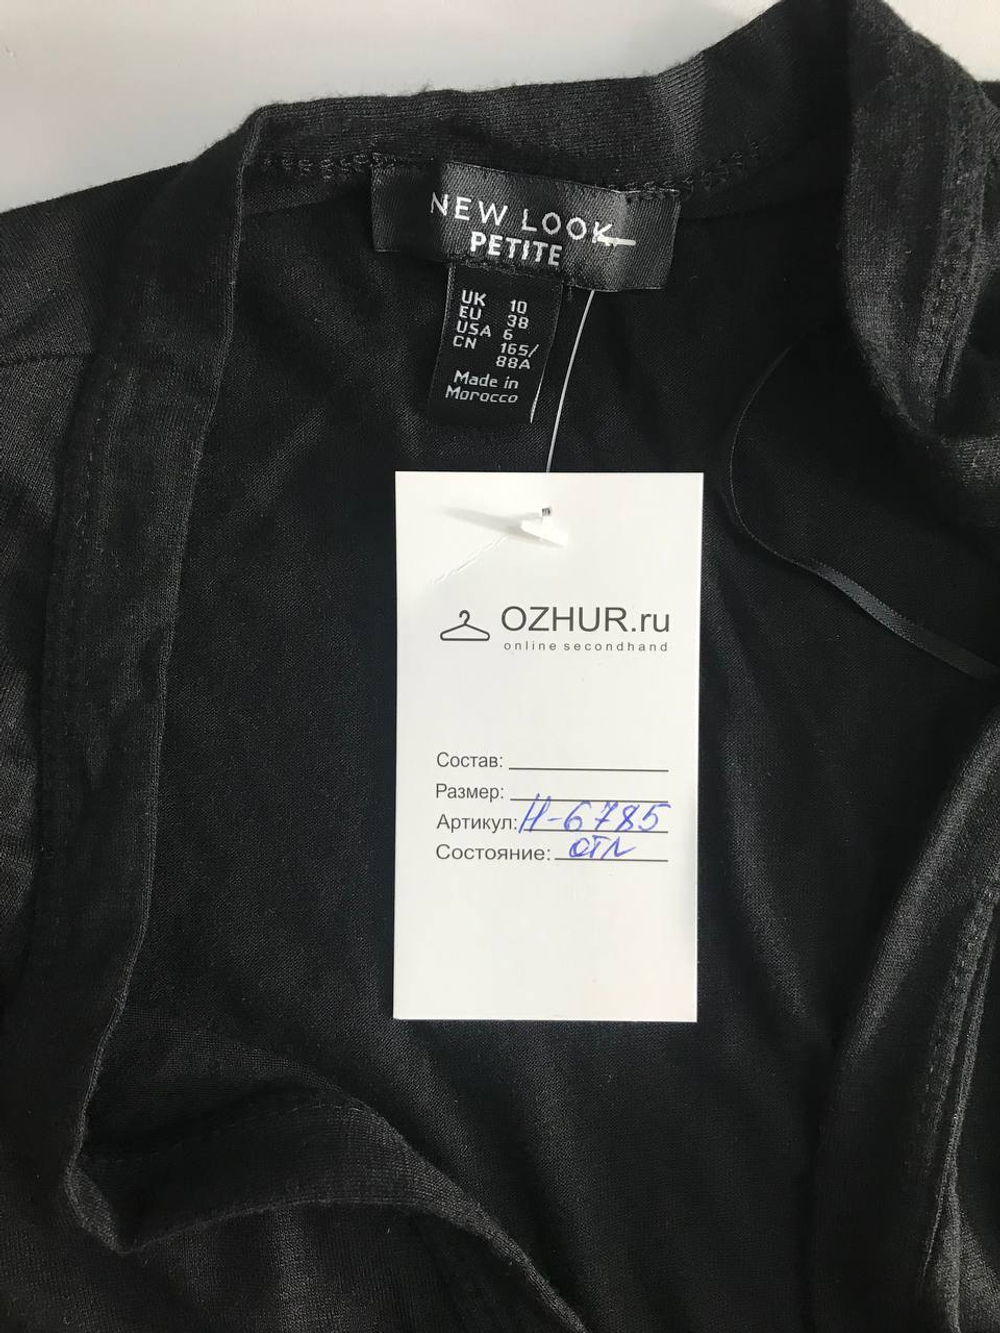 NEW LOOK
PETITE
UK 10
EU 38
USA 6
CN 165/
88A
Made in
Morocco
OZHUR.ru
online secondhand
Состав:
Размер:
Артикул: Н-6785
Состояние: отл